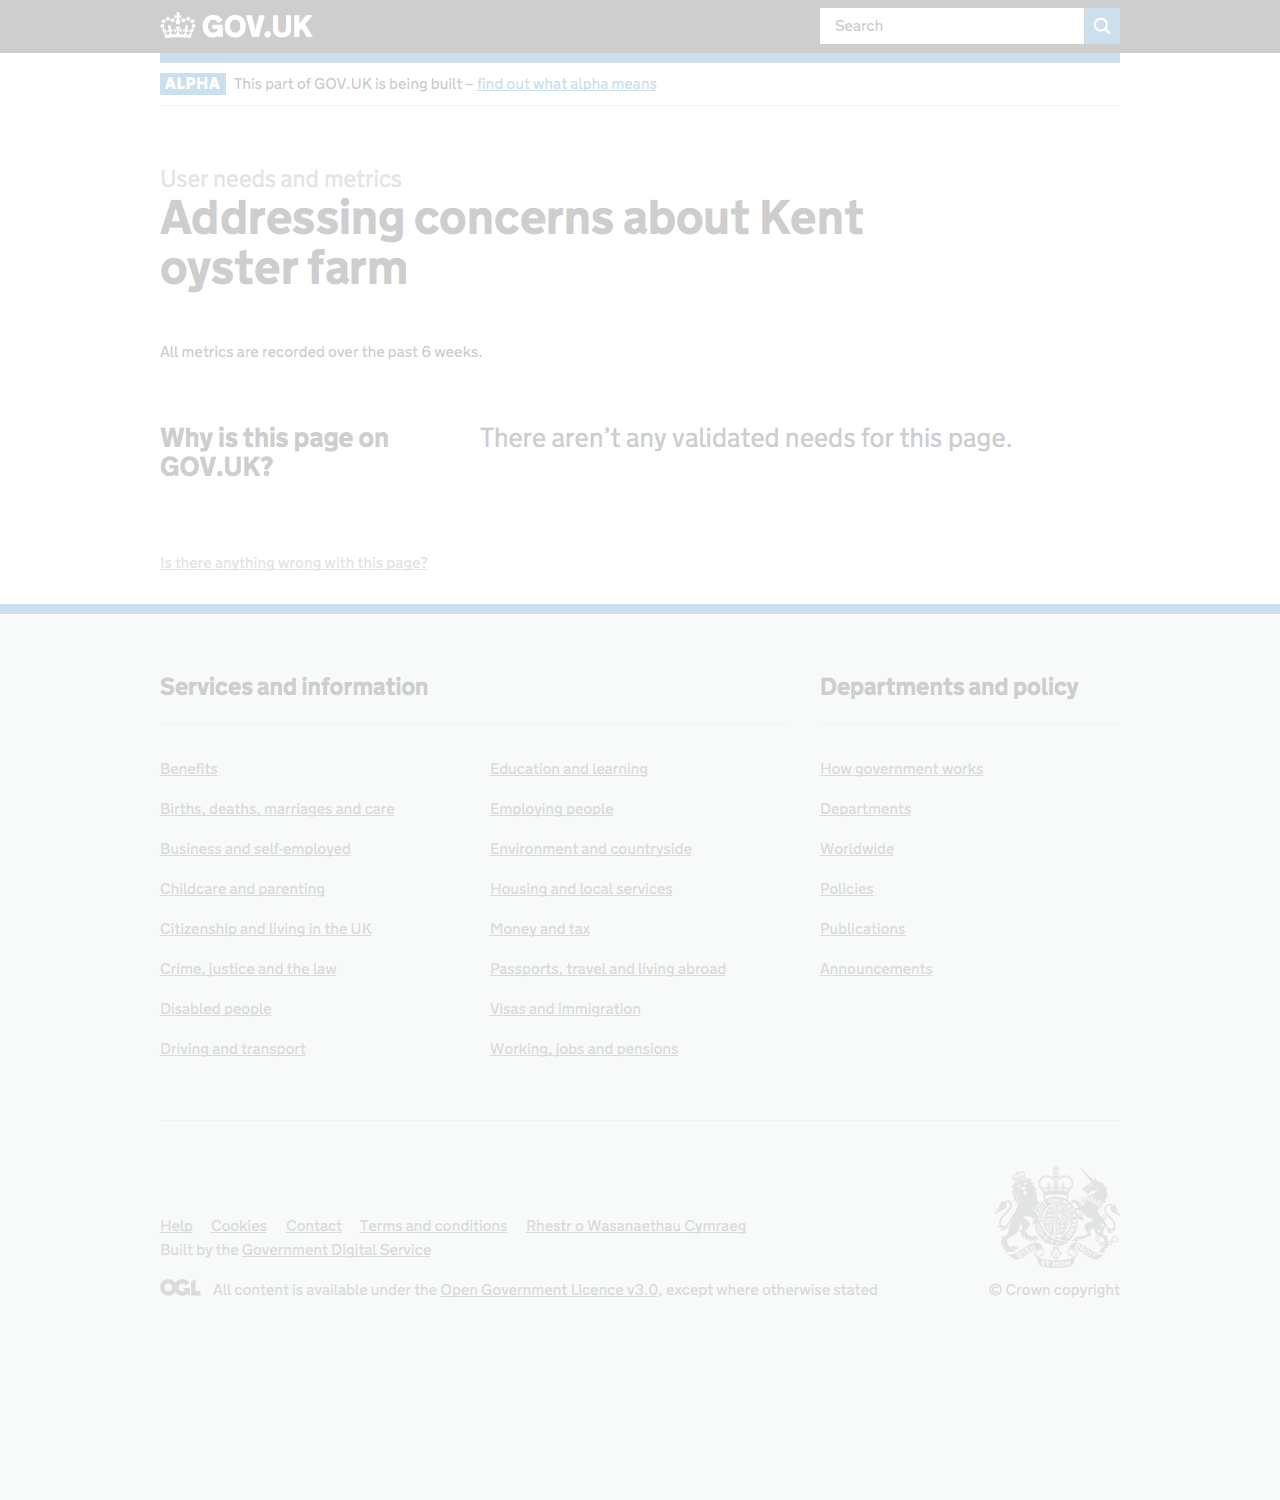 GOV.UK
Search
ALPHA This part of GOV.UK is being built – find out what alpha means
User needs and metrics
Addressing concerns about Kent
oyster farm
All metrics are recorded over the past 6 weeks.
Why is this page on
GOV.UK?
There aren’t any validated needs for this page.
Is there anything wrong with this page?
Services and information
Benefits
Births, deaths, marriages and care
Business and self-employed
Childcare and parenting
Citizenship and living in the UK
Crime, justice and the law
Disabled people
Driving and transport
Education and learning
Employing people
Environment and countryside
Housing and local services
Money and tax
Passports, travel and living abroad
Visas and immigration
Working, jobs and pensions
Departments and policy
How government works
Departments
Worldwide
Policies
Publications
Announcements
Help Cookies Contact Terms and conditions Rhestr o Wasanaethau Cymraeg
Built by the Government Digital Service
OGL All content is available under the Open Government Licence v3.0, except where otherwise stated
© Crown copyright